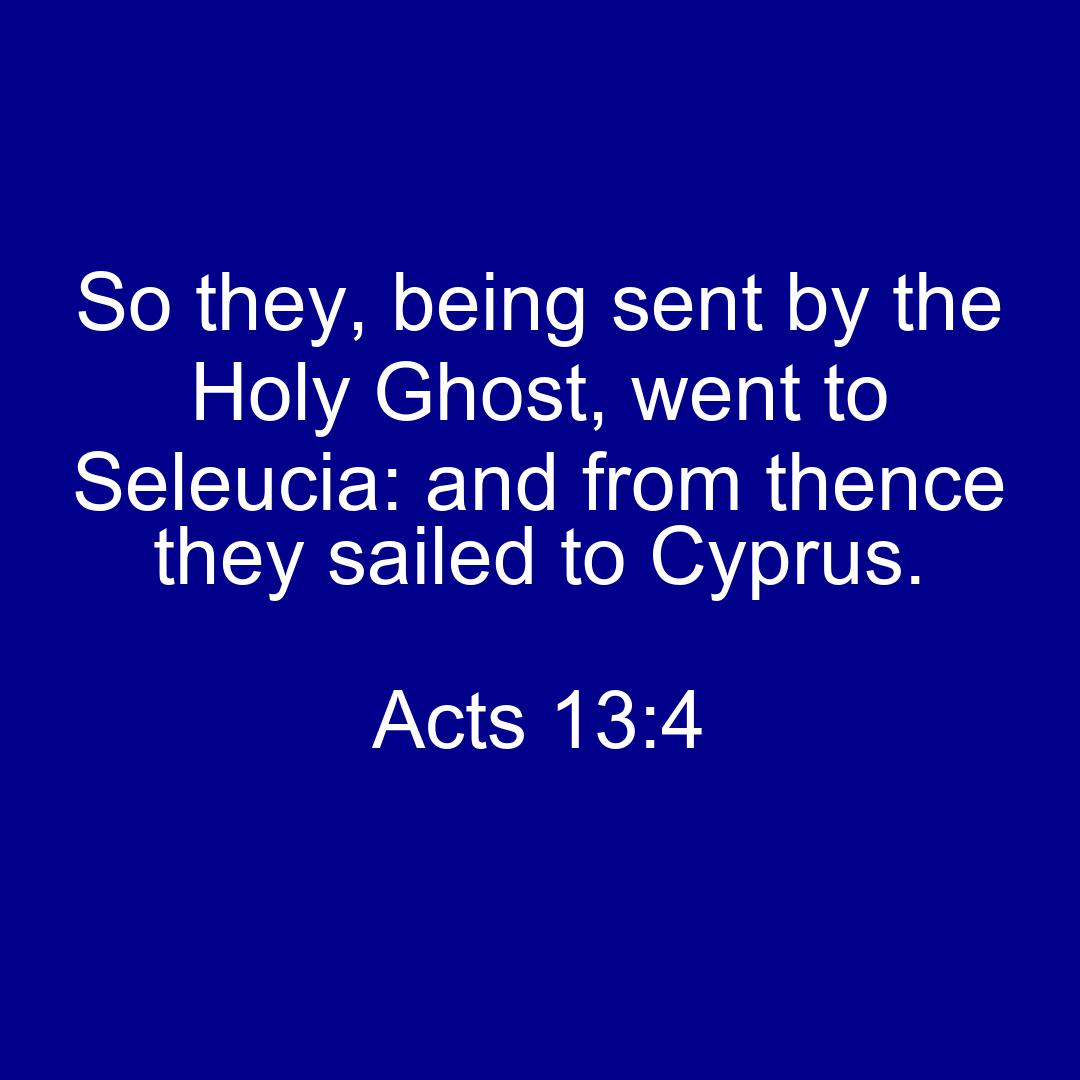 So they, being sent by the
Holy Ghost, went to
Seleucia: and from thence
they sailed to Cyprus.
Acts 13:4